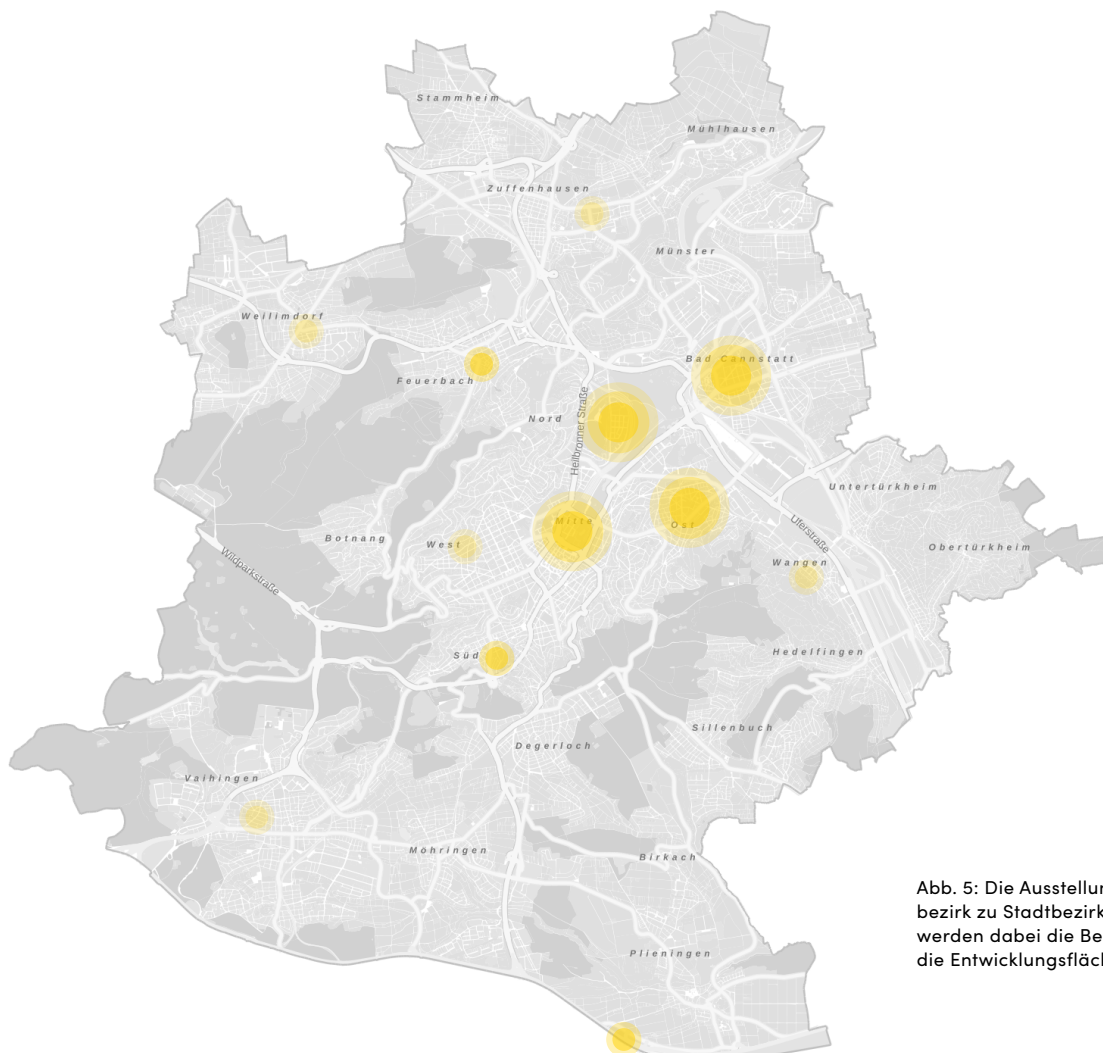 Stammheim
Mühlhausen
Zuffenhausen
Münster
Weilimdorf
Bad Cannstatt
Feuerbach
Nord
Heilbronner Straße
Untertürkheim
Mitte
Ost
Uferstraße
Botnang
West
Obertürkheim
Wangen
Wildparkstraße
Hedelfingen
Süd
Sillenbuch
Degerloch
Vaihingen
Möhringen
Birkach
Plieningen
Abb. 5: Die Ausstellun
bezirk zu Stadtbezirk
werden dabei die Be
die Entwicklungsfläch